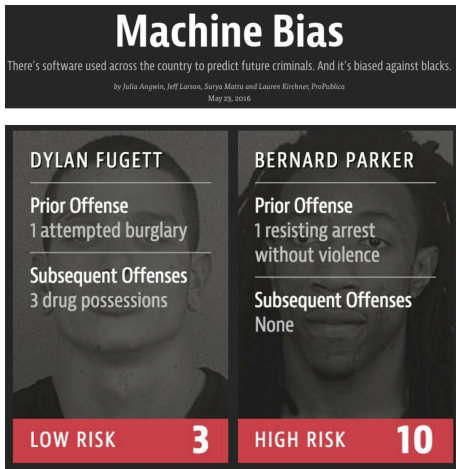 Machine Bias
There's software used across the country to predict future criminals. And it's biased against blacks.
by Julia Angwin, Jeff Larson, Surya Mattu and Lauren Kirchner, ProPublica
May 23, 2016
DYLAN FUGETT
Prior Offense
1 attempted burglary
Subsequent Offenses
3 drug possessions
LOW RISK 3
BERNARD PARKER
Prior Offense
1 resisting arrest
without violence
Subsequent Offenses
None
HIGH RISK 10